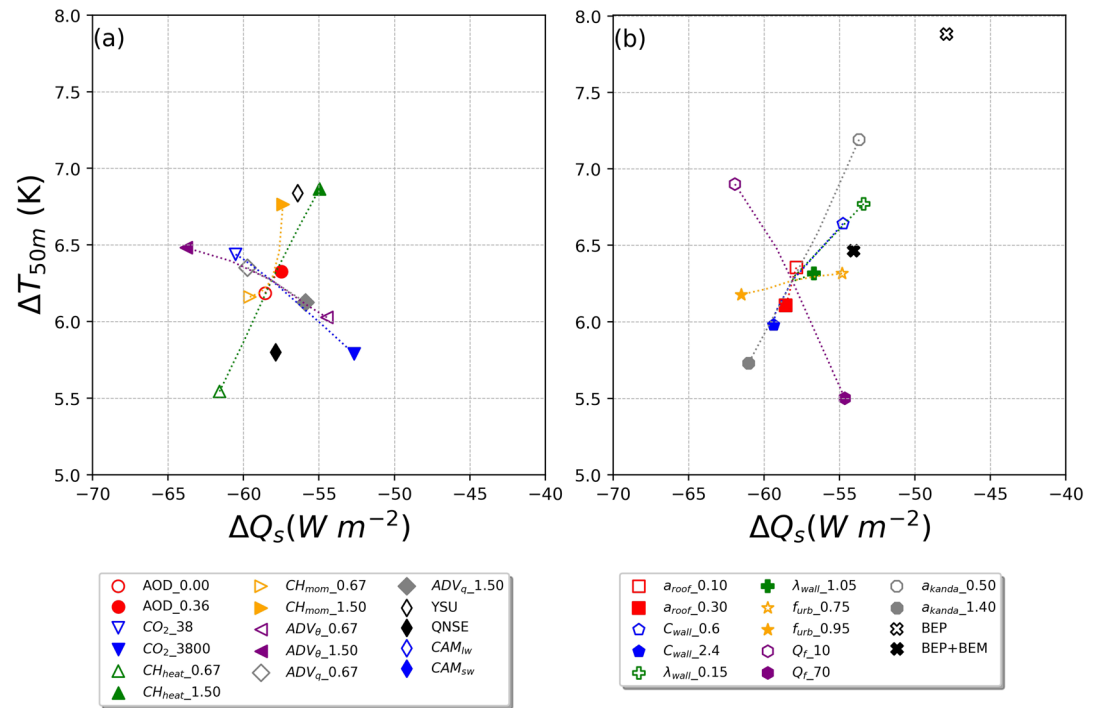 (a)
(b)
8.0
7.5
7.0
6.5
6.0
5.5
5.0
8.0
7.5
7.0
6.5
6.0
5.5
5.0
ΔT50m (K)
−70 −65 −60 −55 −50 −45 −40
−70 −65 −60 −55 −50 −45 −40
ΔQs(W m−2)
ΔQs(W m−2)
AOD_0.00
AOD_0.36
CO2_38
CO2_3800
CHheat_0.67
CHheat_1.50
CHmom_0.67
CHmom_1.50
ADVθ_0.67
ADVθ_1.50
ADVq_0.67
ADVq_1.50
YSU
QNSE
CAMlw
CAMsw
aroof_0.10
aroof_0.30
Cwall_0.6
Cwall_2.4
λwall_0.15
λwall_1.05
furb_0.75
furb_0.95
Qf_10
Qf_70
akanda_0.50
akanda_1.40
BEP
BEP+BEM